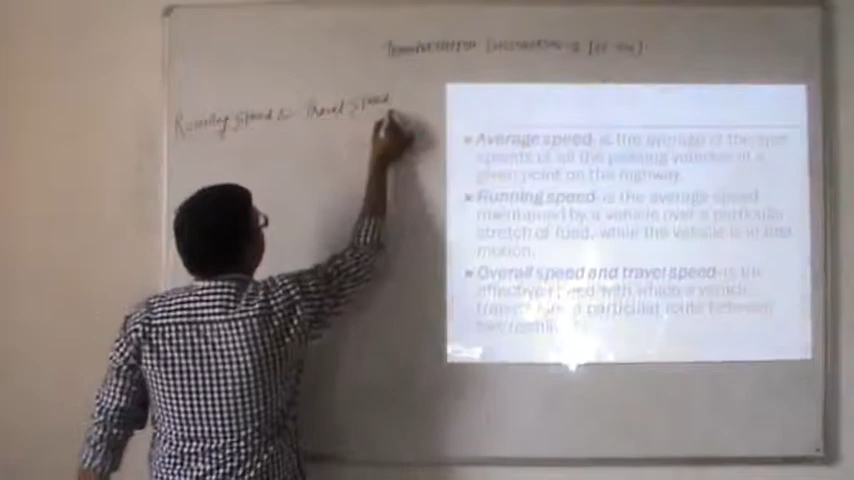 TRANSPORTATION ENGINEERING
Running Speed & Travel Speed
Average speed- is the average of the spot
speeds of all the passing vehicles at a
given point on the highway.
Running speed- is the average speed
maintained by a vehicle over a particular
stretch of road, while the vehicle is in
motion.
Overall speed and travel speed- is the
effective speed with which a vehicle
a particular route between
two